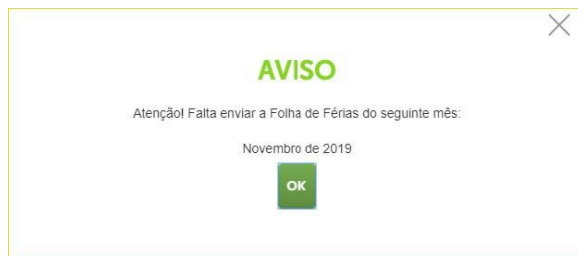 AVISO
Atenção! Falta enviar a Folha de Férias do seguinte mês:
Novembro de 2019
OK